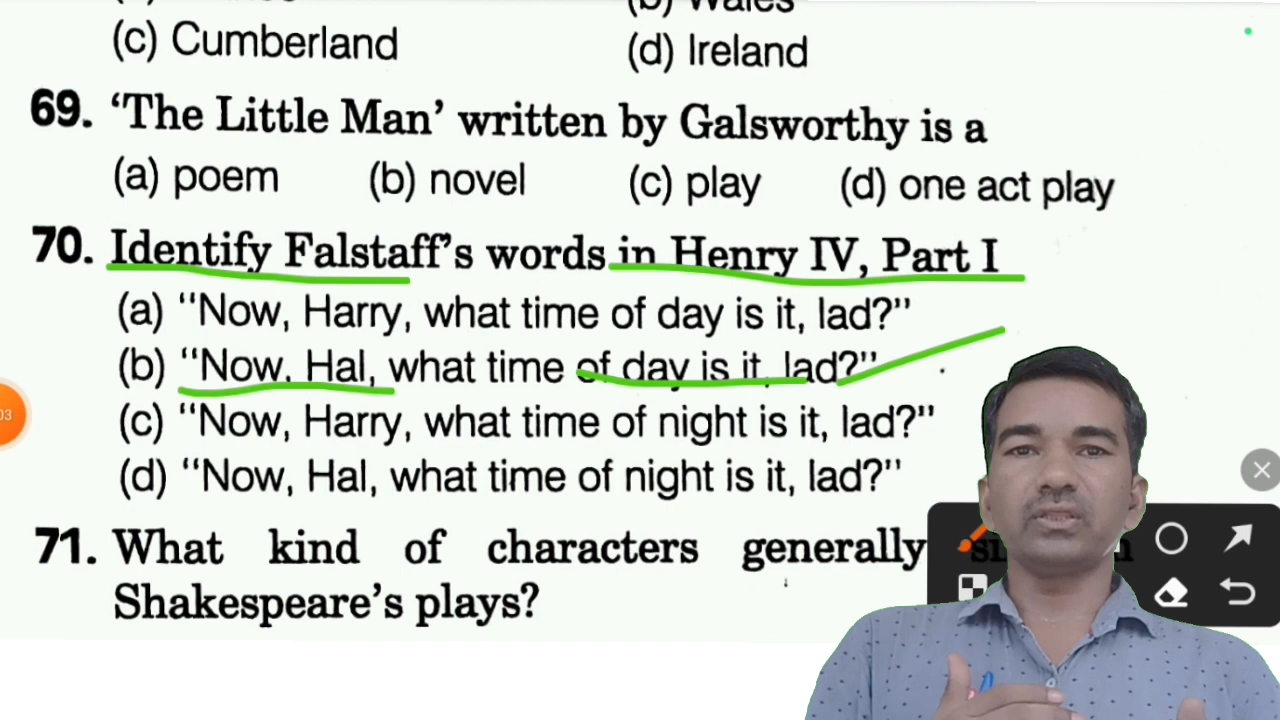 (b) Wales
(c) Cumberland (d) Ireland
69. ‘The Little Man’ written by Galsworthy is a
(a) poem (b) novel (c) play (d) one act play
70. Identify Falstaff’s words in Henry IV, Part I
(a) “Now, Harry, what time of day is it, lad?”
(b) “Now, Hal, what time of day is it, lad?”
(c) “Now, Harry, what time of night is it, lad?”
(d) “Now, Hal, what time of night is it, lad?”
71. What kind of characters generally
Shakespeare’s plays?
03